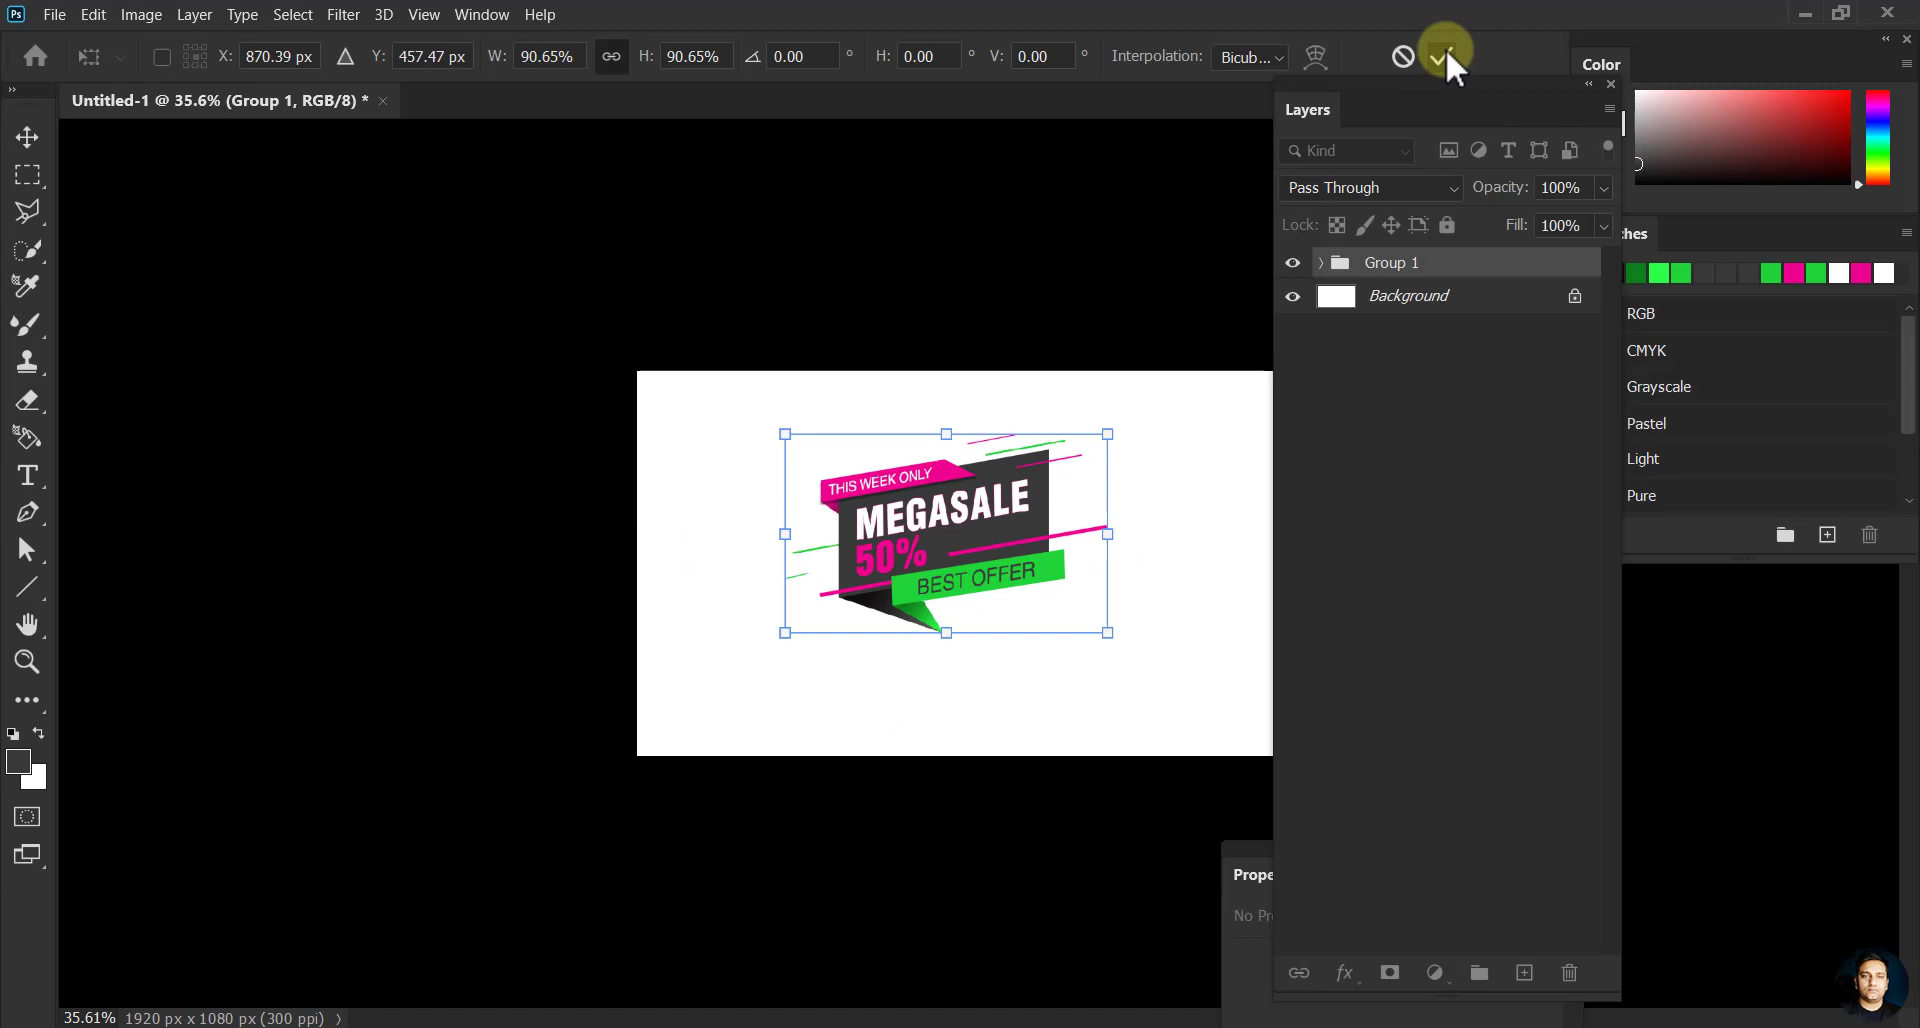 Ps File Edit Image Layer Type Select Filter 3D View Window Help
X: 870.39 px Y: 457.47 px W: 90.65% H: 90.65% 0.00 ° H: 0.00 ° V: 0.00 ° Interpolation: Bicub...
Untitled-1 @ 35.6% (Group 1, RGB/8) *
Color
Layers
Kind
Pass Through Opacity: 100%
Lock: Fill: 100%
Group 1
Background
ches
RGB
CMYK
Grayscale
Pastel
Light
Pure
THIS WEEK ONLY
MEGASALE
50%
BEST OFFER
Prope
No Pr
fx
35.61% 1920 px x 1080 px (300 ppi)